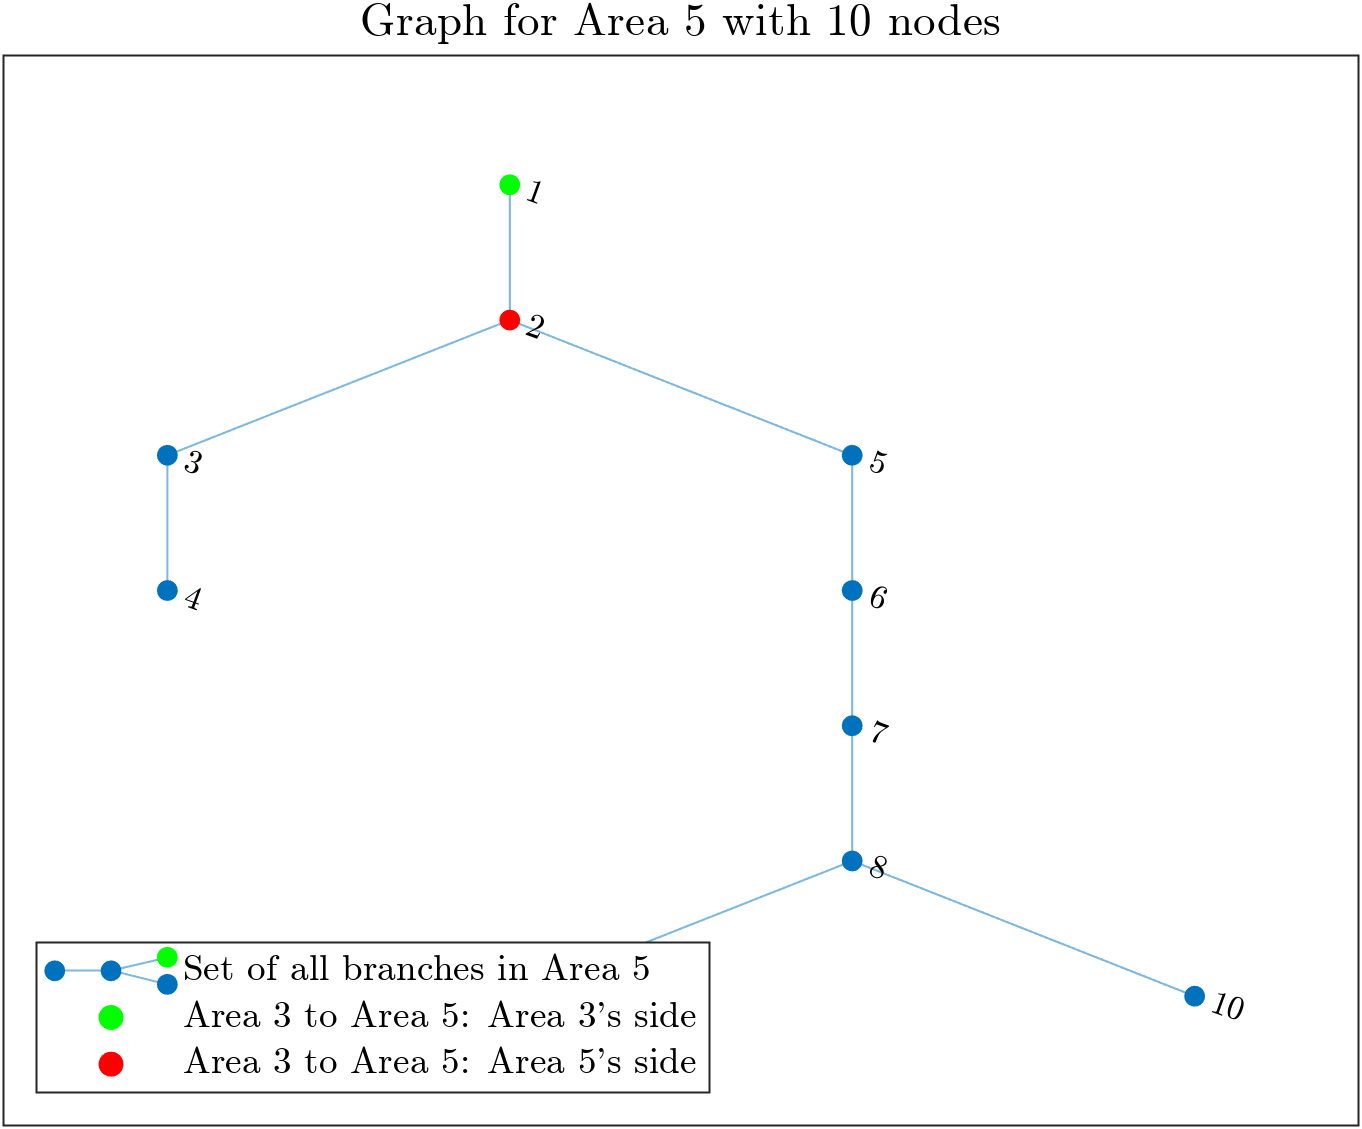 Graph for Area 5 with 10 nodes
1
2
3
5
4
6
7
8
10
Set of all branches in Area 5
Area 3 to Area 5: Area 3's side
Area 3 to Area 5: Area 5's side